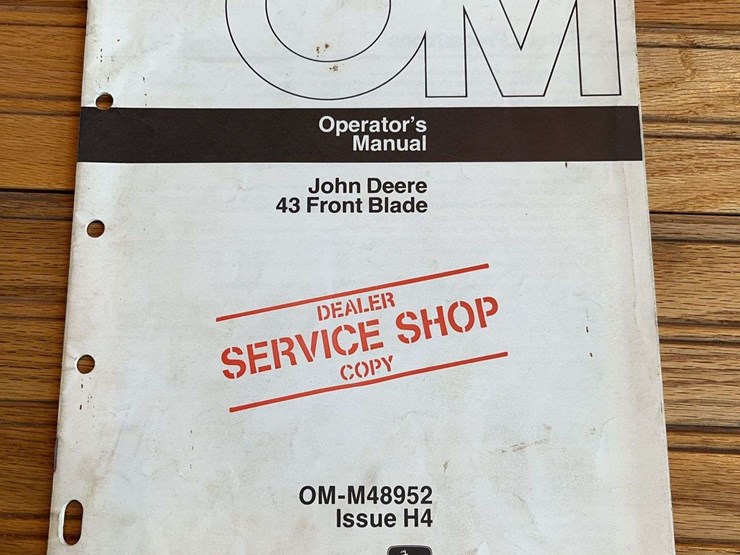 OM
Operator's
Manual
John Deere
43 Front Blade
DEALER
SERVICE SHOP
COPY
OM-M48952
Issue H4